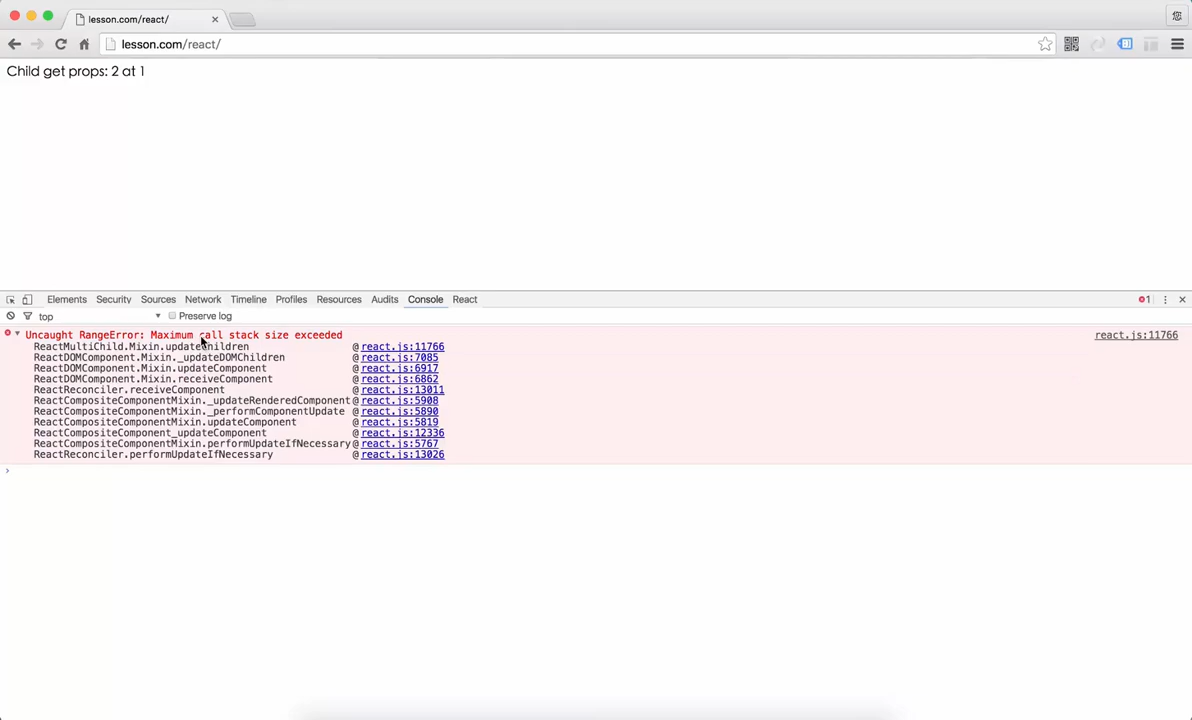 lesson.com/react/
您
lesson.com/react/
Child get props: 2 at 1
Elements Security Sources Network Timeline Profiles Resources Audits Console React 1
top Preserve log
Uncaught RangeError: Maximum call stack size exceeded react.js:11766
ReactMultiChild.Mixin.updateChildren @ react.js:11766
ReactDOMComponent.Mixin._updateDOMChildren @ react.js:7085
ReactDOMComponent.Mixin.updateComponent @ react.js:6917
ReactDOMComponent.Mixin.receiveComponent @ react.js:6862
ReactReconciler.receiveComponent @ react.js:13011
ReactCompositeComponentMixin._updateRenderedComponent @ react.js:5908
ReactCompositeComponentMixin._performComponentUpdate @ react.js:5890
ReactCompositeComponentMixin.updateComponent @ react.js:5819
ReactCompositeComponent_updateComponent @ react.js:12336
ReactCompositeComponentMixin.performUpdateIfNecessary @ react.js:5767
ReactReconciler.performUpdateIfNecessary @ react.js:13026